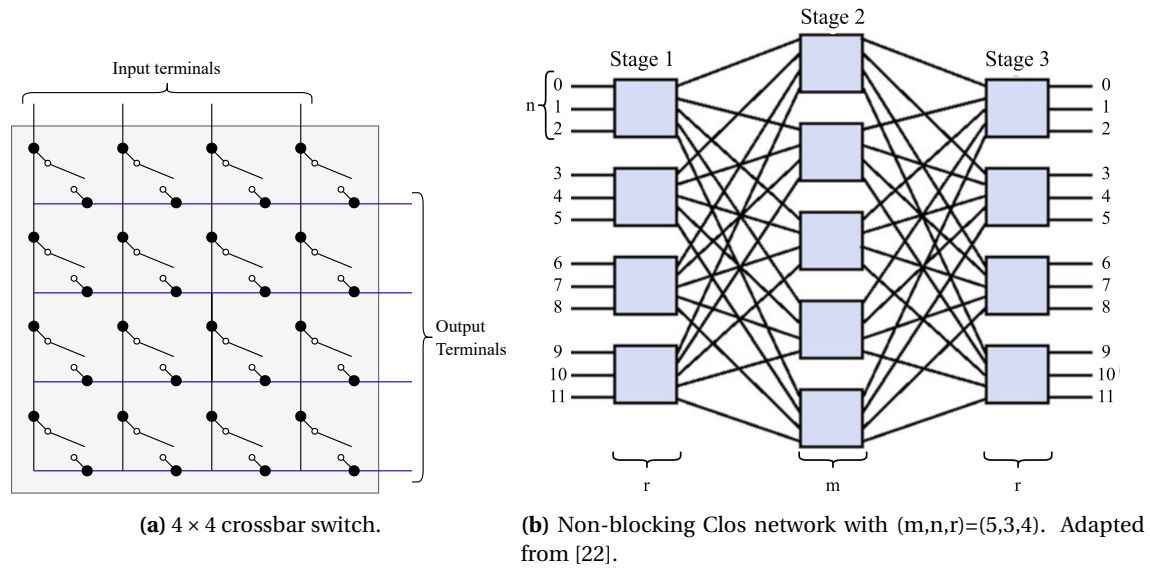 Input terminals
Output
Terminals
(a) 4 × 4 crossbar switch.
Stage 1
Stage 2
Stage 3
n
0
1
2
3
4
5
6
7
8
9
10
11
0
1
2
3
4
5
6
7
8
9
10
11
r
m
r
(b) Non-blocking Clos network with (m,n,r)=(5,3,4). Adapted
from [22].